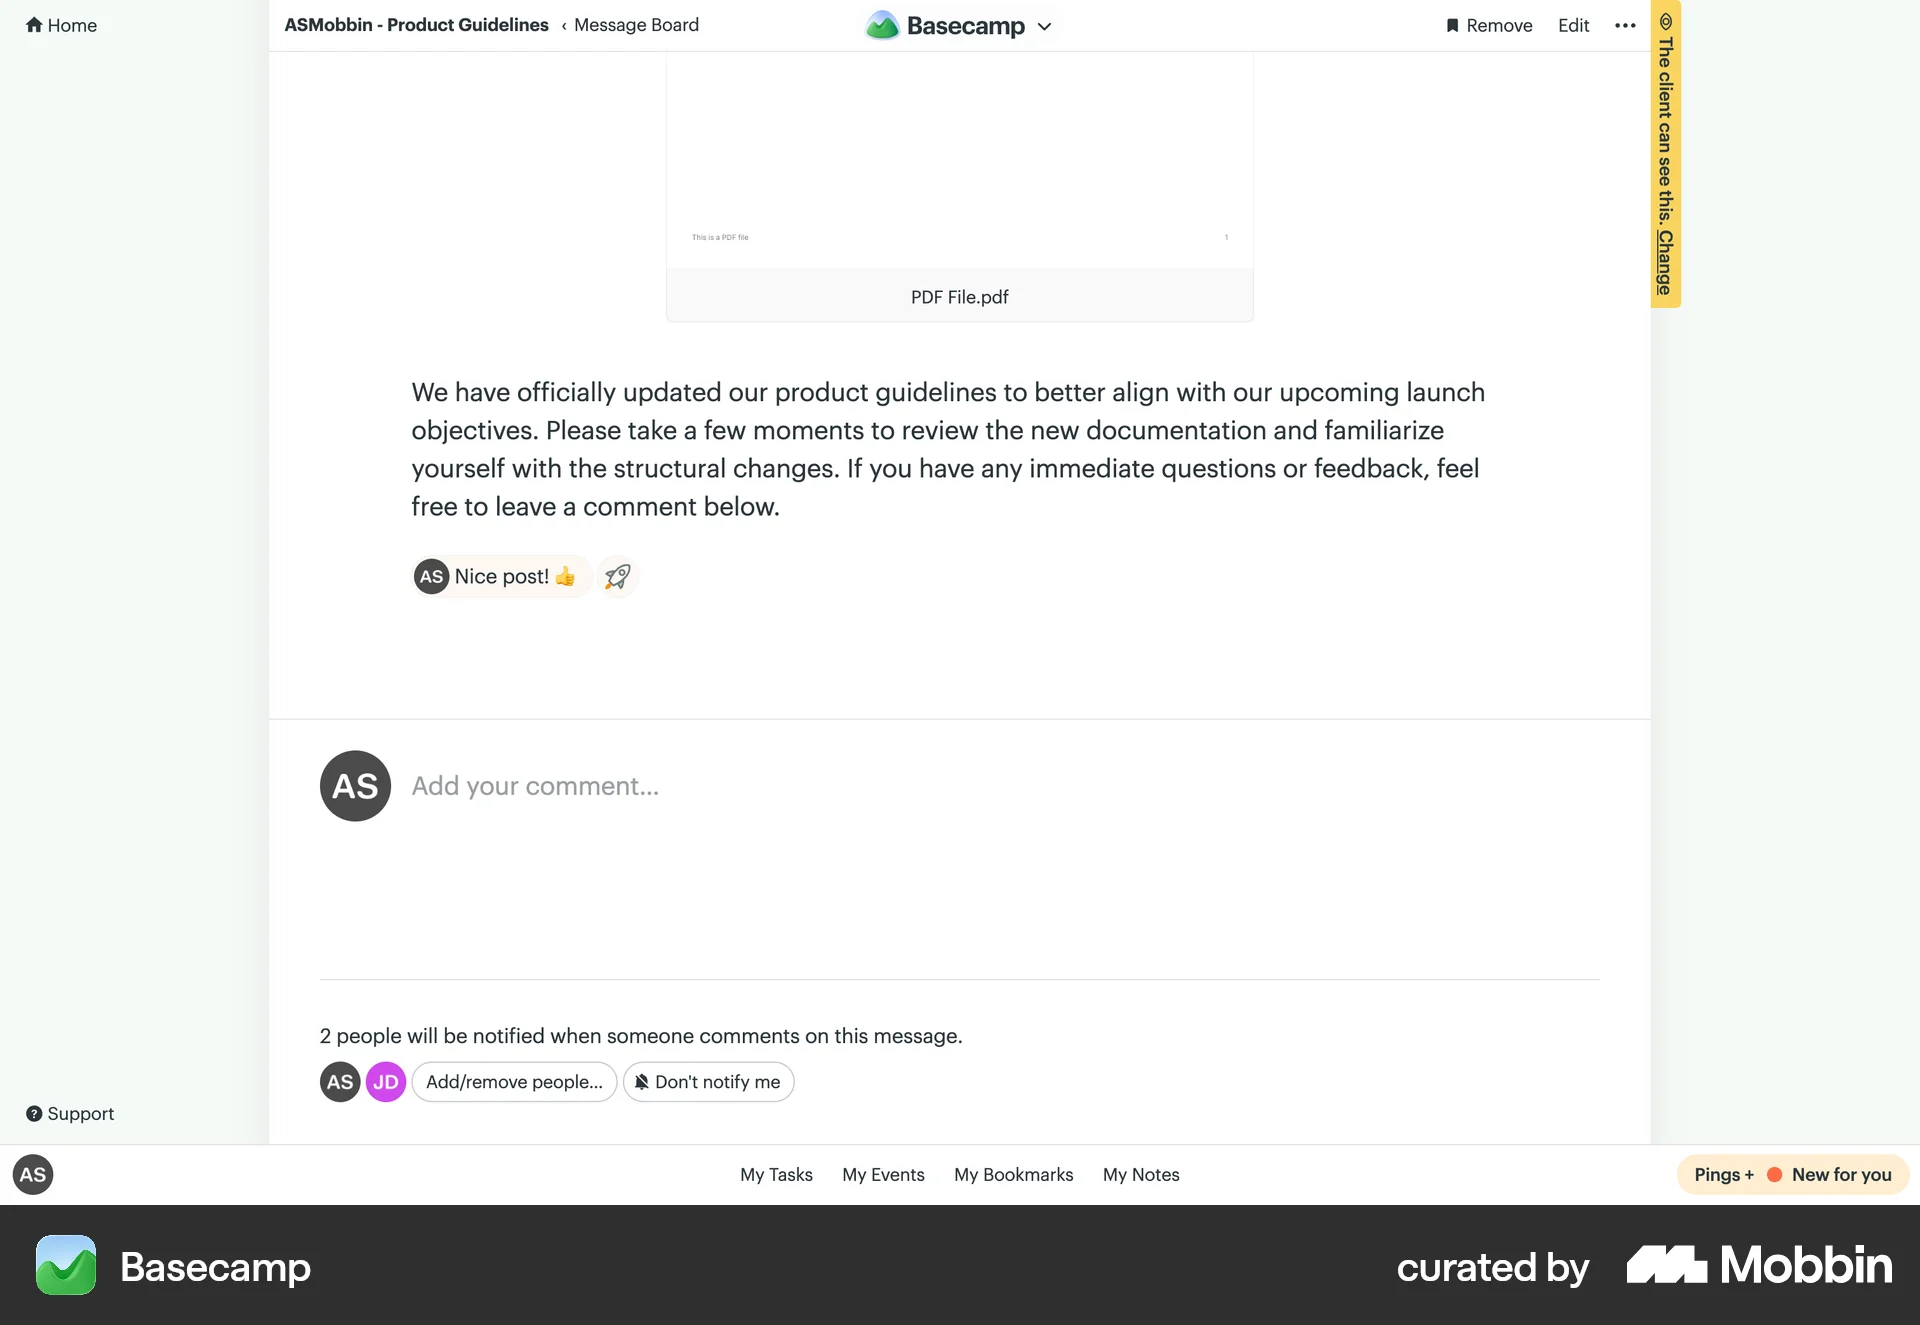 Home
ASMobbin - Product Guidelines ‹ Message Board
Basecamp
Remove Edit
The client can see this. Change
This is a PDF file 1
PDF File.pdf
We have officially updated our product guidelines to better align with our upcoming launch
objectives. Please take a few moments to review the new documentation and familiarize
yourself with the structural changes. If you have any immediate questions or feedback, feel
free to leave a comment below.
AS Nice post! 👍
AS Add your comment...
2 people will be notified when someone comments on this message.
AS JD Add/remove people... Don't notify me
Support
AS My Tasks My Events My Bookmarks My Notes Pings + New for you
Basecamp curated by Mobbin